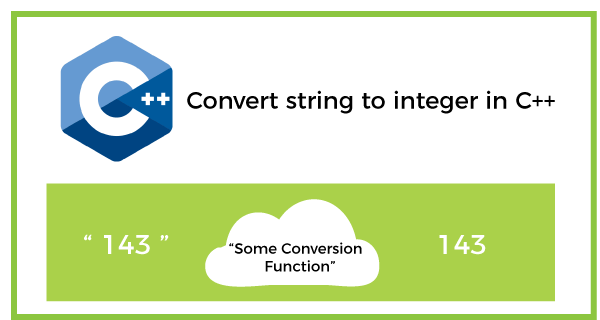 C++
Convert string to integer in C++
“ 143 ”
“Some Conversion
Function”
143